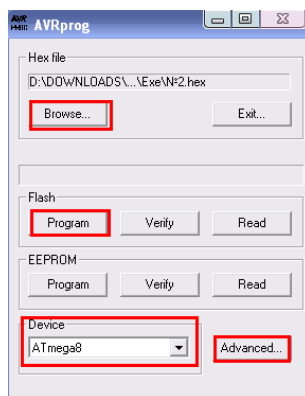 AVRprog
Hex file
D:\DOWNLOADS\...\Exe\№2.hex
Browse... Exit...
Flash
Program Verify Read
EEPROM
Program Verify Read
Device
ATmega8 Advanced...